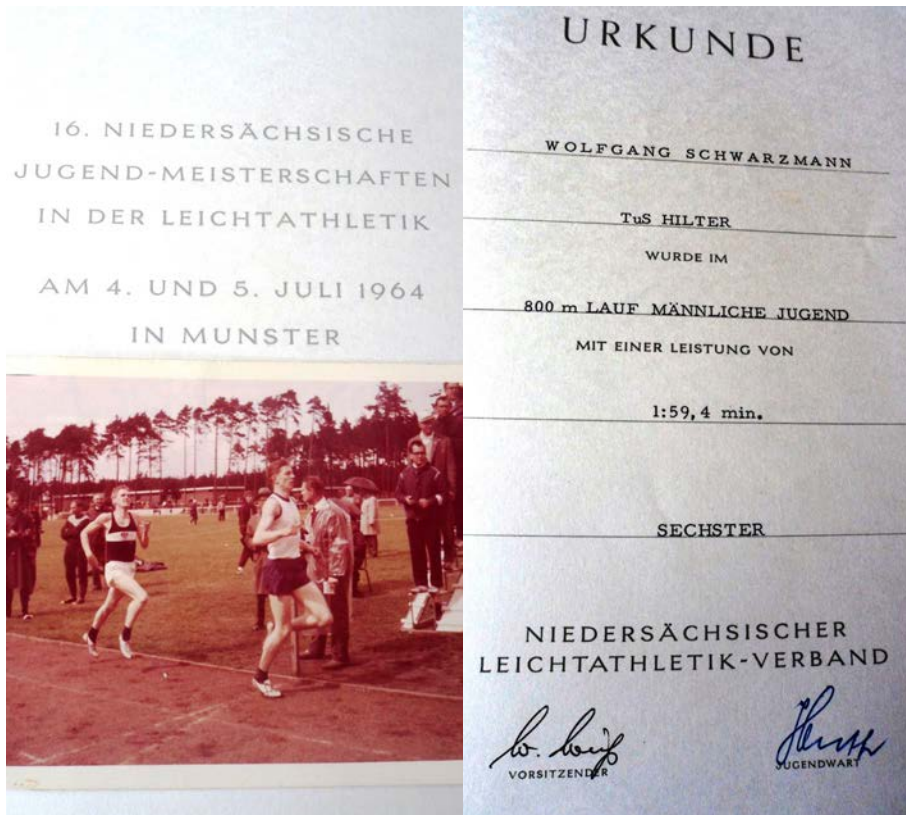 16. NIEDERSÄCHSISCHE
JUGEND-MEISTERSCHAFTEN
IN DER LEICHTATHLETIK
AM 4. UND 5. JULI 1964
IN MUNSTER
URKUNDE
WOLFGANG SCHWARZMANN
TuS HILTER
WURDE IM
800 m LAUF MÄNNLICHE JUGEND
MIT EINER LEISTUNG VON
1:59,4 min.
SECHSTER
NIEDERSÄCHSISCHER
LEICHTATHLETIK-VERBAND
VORSITZENDER
JUGENDWART